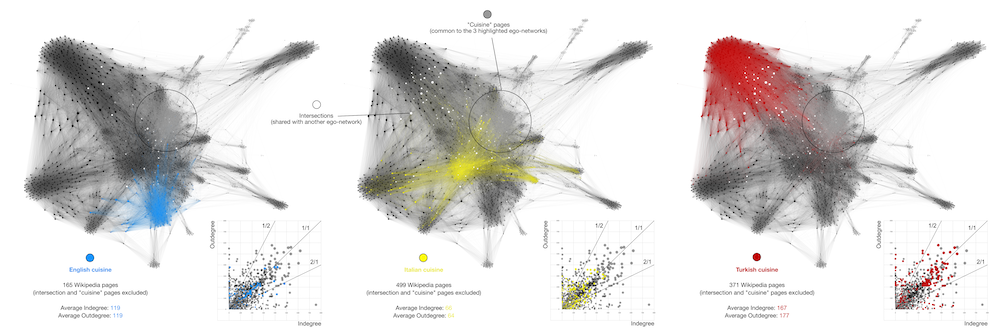 "Cuisine" pages
(common to the 3 highlighted ego-networks)
Intersections
(shared with another ego-network)
English cuisine
165 Wikipedia pages
(intersection and "cuisine" pages excluded)
Average Indegree: 119
Average Outdegree: 119
Outdegree
1/2
1/1
2/1
Indegree
Italian cuisine
499 Wikipedia pages
(intersection and "cuisine" pages excluded)
Average Indegree:
Average Outdegree:
Outdegree
1/2
1/1
2/1
Indegree
Turkish cuisine
371 Wikipedia pages
(intersection and "cuisine" pages excluded)
Average Indegree: 167
Average Outdegree: 177
Outdegree
1/2
1/1
2/1
Indegree